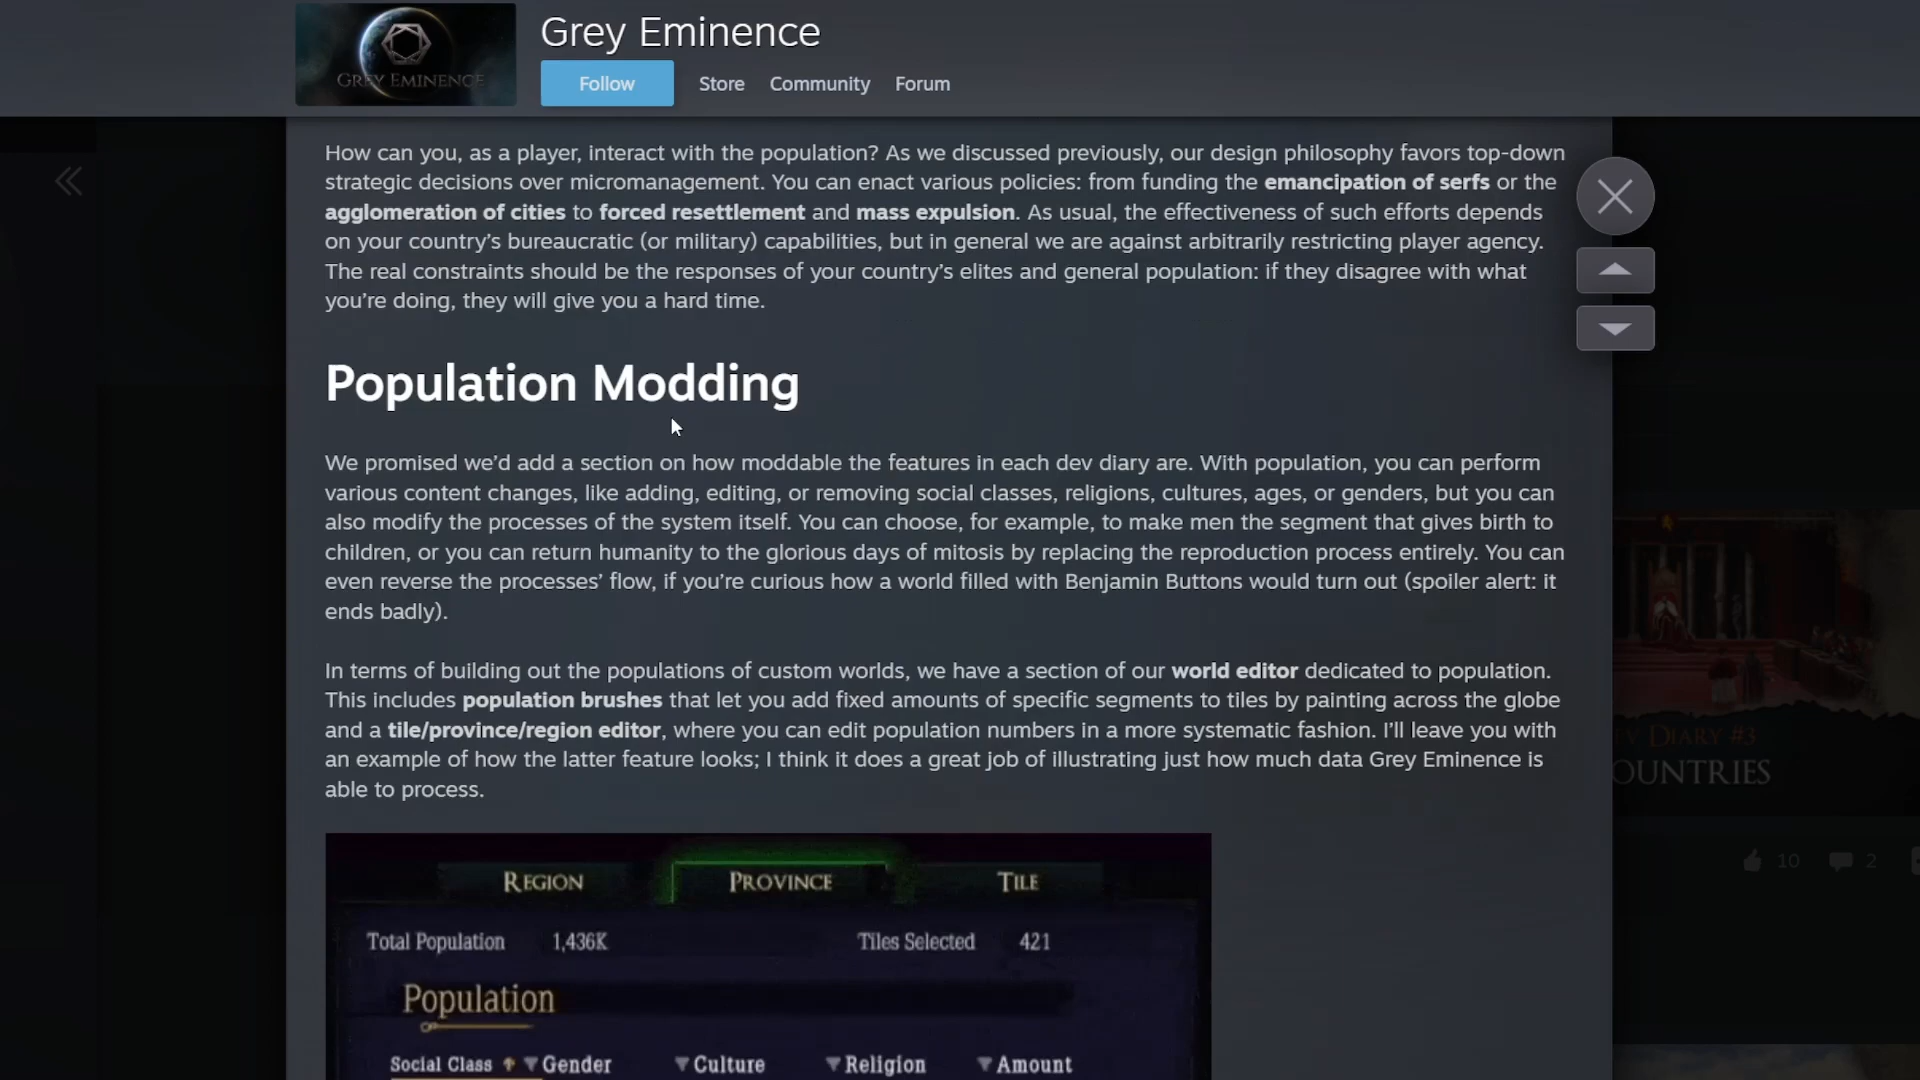 Grey Eminence
GREY EMINENCE
Follow
Store
Community
Forum
How can you, as a player, interact with the population? As we discussed previously, our design philosophy favors top-down
strategic decisions over micromanagement. You can enact various policies: from funding the emancipation of serfs or the
agglomeration of cities to forced resettlement and mass expulsion. As usual, the effectiveness of such efforts depends
on your country's bureaucratic (or military) capabilities, but in general we are against arbitrarily restricting player agency.
The real constraints should be the responses of your country's elites and general population: if they disagree with what
you're doing, they will give you a hard time.
Population Modding
We promised we'd add a section on how moddable the features in each dev diary are. With population, you can perform
various content changes, like adding, editing, or removing social classes, religions, cultures, ages, or genders, but you can
also modify the processes of the system itself. You can choose, for example, to make men the segment that gives birth to
children, or you can return humanity to the glorious days of mitosis by replacing the reproduction process entirely. You can
even reverse the processes' flow, if you're curious how a world filled with Benjamin Buttons would turn out (spoiler alert: it
ends badly).
In terms of building out the populations of custom worlds, we have a section of our world editor dedicated to population.
This includes population brushes that let you add fixed amounts of specific segments to tiles by painting across the globe
and a tile/province/region editor, where you can edit population numbers in a more systematic fashion. I'll leave you with
an example of how the latter feature looks; I think it does a great job of illustrating just how much data Grey Eminence is
able to process.
V DIARY #3
OUNTRIES
10
2
REGION
PROVINCE
TILE
Total Population 1,436K
Tiles Selected 421
Population
Social Class
Gender
Culture
Religion
Amount